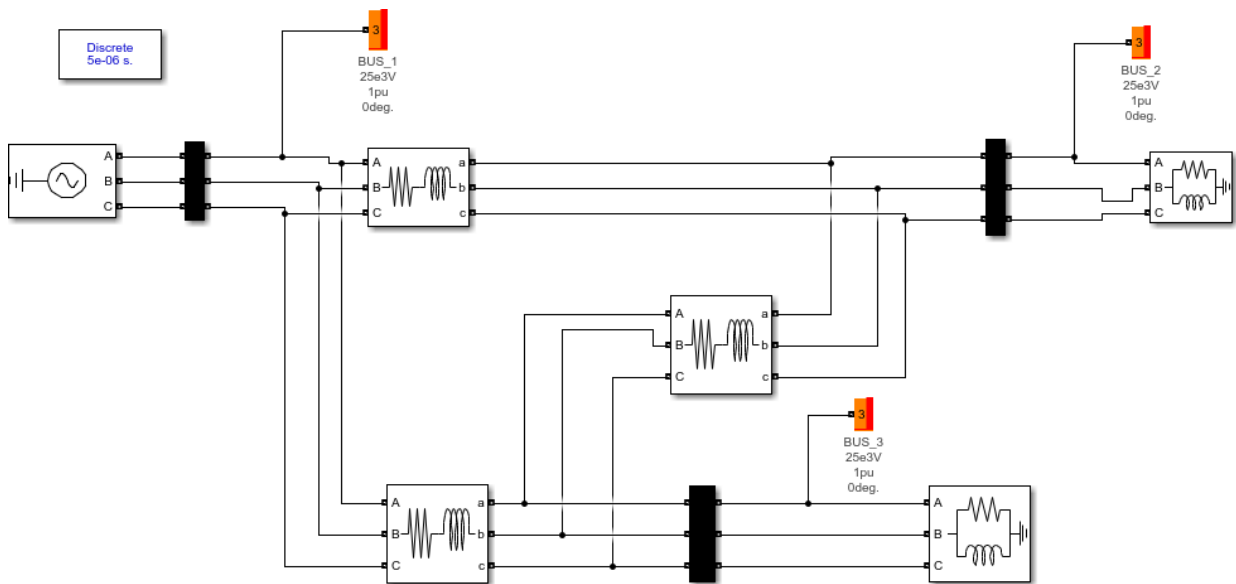 Discrete
5e-06 s.
3
BUS_1
25e3V
1pu
0deg.
3
BUS_2
25e3V
1pu
0deg.
A
B
C
A
B
C
a
b
c
A
B
C
A
B
C
a
b
c
3
BUS_3
25e3V
1pu
0deg.
A
B
C
a
b
c
A
B
C